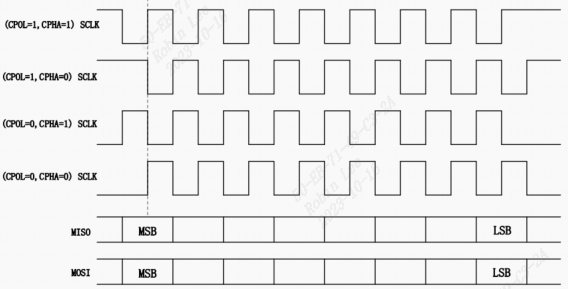 (CPOL=1,CPHA=1) SCLK
(CPOL=1,CPHA=0) SCLK
(CPOL=0,CPHA=1) SCLK
(CPOL=0,CPHA=0) SCLK
MISO MSB LSB
MOSI MSB LSB